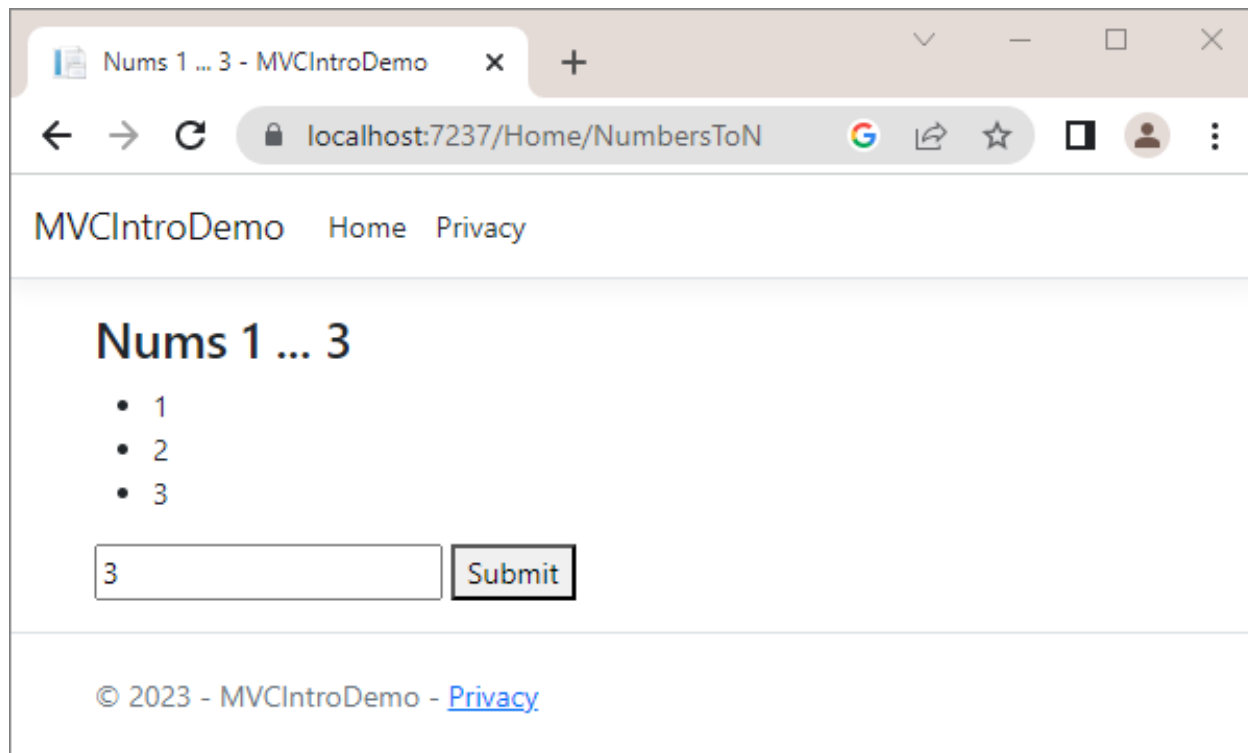 Nums 1 ... 3 - MVCIntroDemo
localhost:7237/Home/NumbersToN
MVCIntroDemo Home Privacy
Nums 1 ... 3
• 1
• 2
• 3
3 Submit
© 2023 - MVCIntroDemo - Privacy